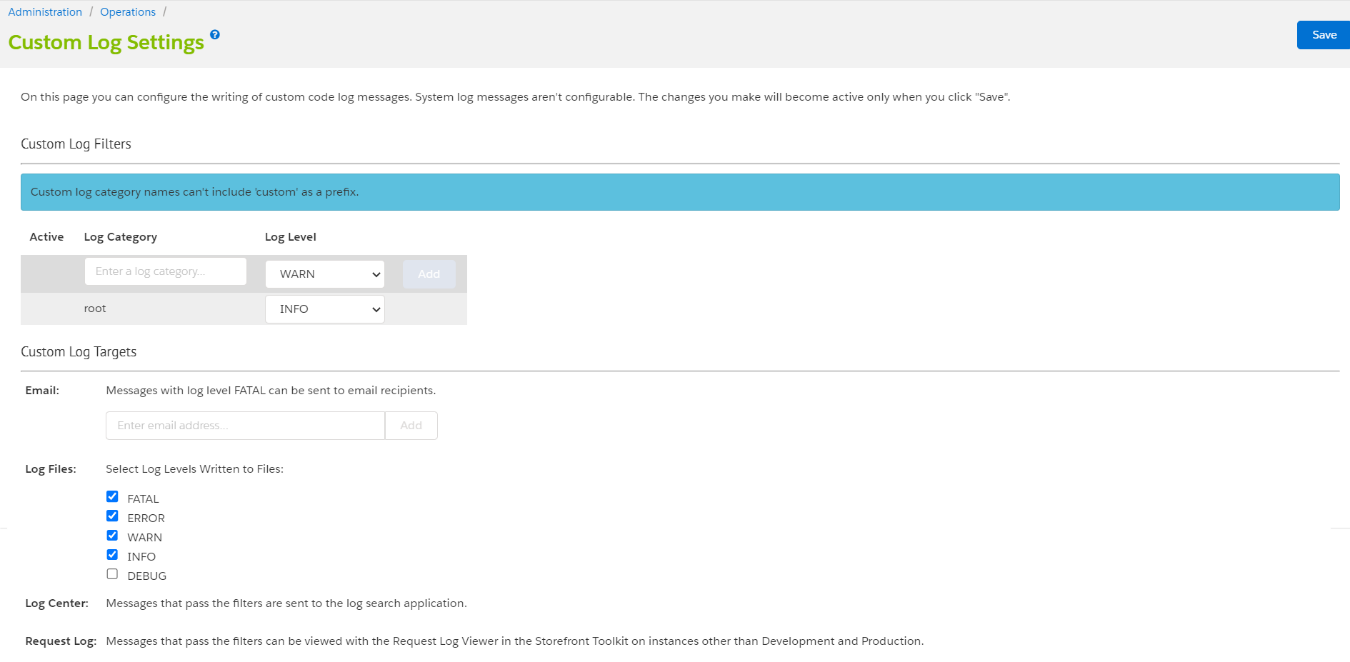 Administration / Operations /
Custom Log Settings ?
Save
On this page you can configure the writing of custom code log messages. System log messages aren't configurable. The changes you make will become active only when you click "Save".
Custom Log Filters
Custom log category names can't include 'custom' as a prefix.
Active Log Category Log Level
Enter a log category... WARN Add
root INFO
Custom Log Targets
Email: Messages with log level FATAL can be sent to email recipients.
Enter email address... Add
Log Files: Select Log Levels Written to Files:
FATAL
ERROR
WARN
INFO
DEBUG
Log Center: Messages that pass the filters are sent to the log search application.
Request Log: Messages that pass the filters can be viewed with the Request Log Viewer in the Storefront Toolkit on instances other than Development and Production.